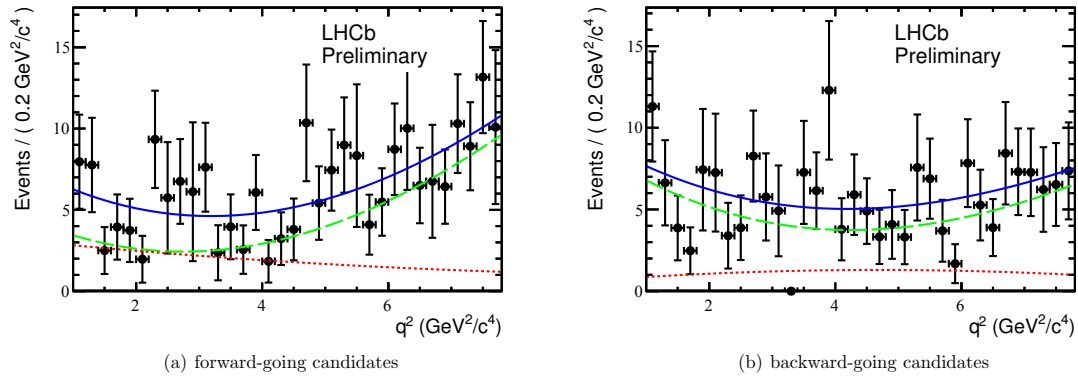 Events / ( 0.2 GeV²/c⁴)
15
10
5
0
LHCb
Preliminary
2 4 6
q² (GeV²/c⁴)
(a) forward-going candidates
Events / ( 0.2 GeV²/c⁴)
15
10
5
0
LHCb
Preliminary
2 4 6
q² (GeV²/c⁴)
(b) backward-going candidates